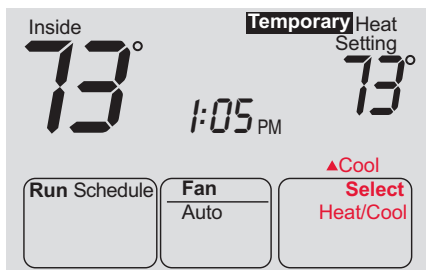 Inside
Temporary Heat
Setting
73° 73°
1:05 PM
▲Cool
Run Schedule Fan Select
Auto Heat/Cool